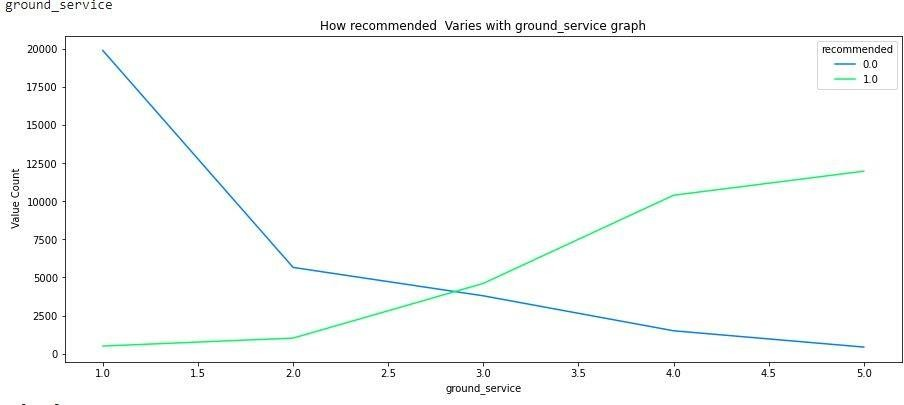 ground_service
How recommended  Varies with ground_service graph
recommended
0.0
1.0
20000
17500
15000
12500
10000
7500
5000
2500
0
Value Count
1.0 1.5 2.0 2.5 3.0 3.5 4.0 4.5 5.0
ground_service